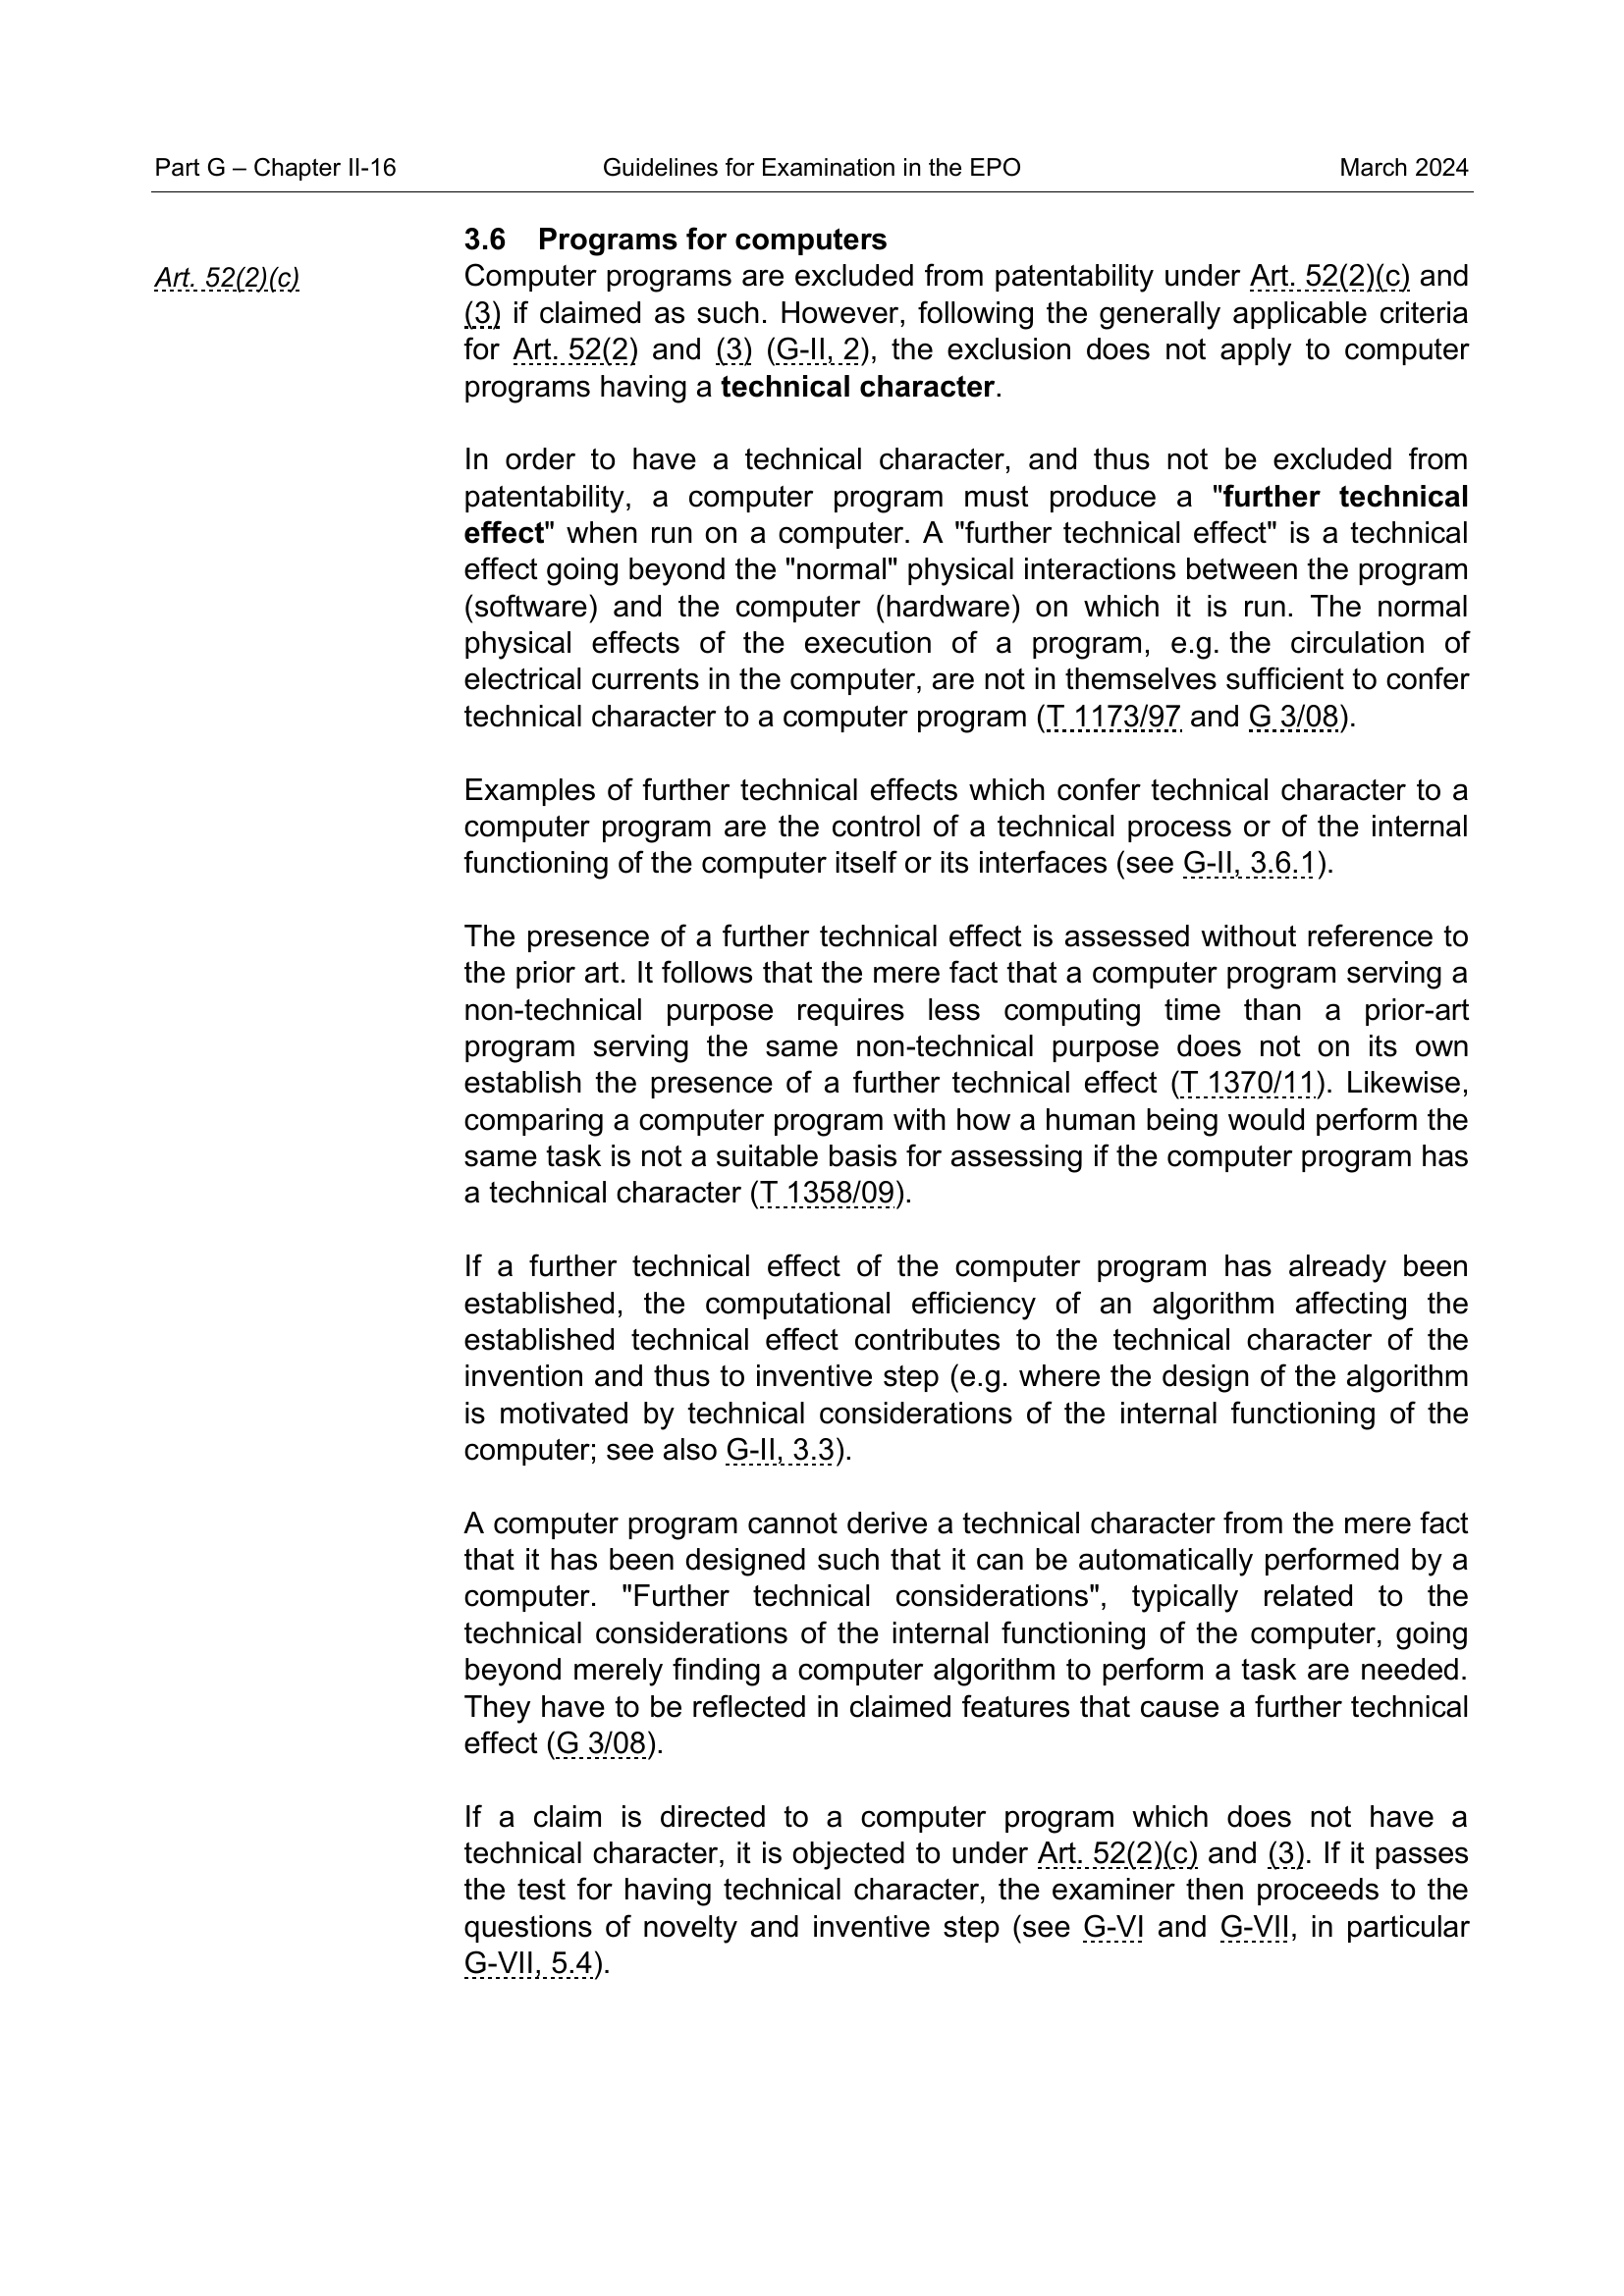 Part G – Chapter II-16 Guidelines for Examination in the EPO March 2024
3.6 Programs for computers
Art. 52(2)(c)
Computer programs are excluded from patentability under Art. 52(2)(c) and
(3) if claimed as such. However, following the generally applicable criteria
for Art. 52(2) and (3) (G-II, 2), the exclusion does not apply to computer
programs having a technical character.
In order to have a technical character, and thus not be excluded from
patentability, a computer program must produce a "further technical
effect" when run on a computer. A "further technical effect" is a technical
effect going beyond the "normal" physical interactions between the program
(software) and the computer (hardware) on which it is run. The normal
physical effects of the execution of a program, e.g. the circulation of
electrical currents in the computer, are not in themselves sufficient to confer
technical character to a computer program (T 1173/97 and G 3/08).
Examples of further technical effects which confer technical character to a
computer program are the control of a technical process or of the internal
functioning of the computer itself or its interfaces (see G-II, 3.6.1).
The presence of a further technical effect is assessed without reference to
the prior art. It follows that the mere fact that a computer program serving a
non-technical purpose requires less computing time than a prior-art
program serving the same non-technical purpose does not on its own
establish the presence of a further technical effect (T 1370/11). Likewise,
comparing a computer program with how a human being would perform the
same task is not a suitable basis for assessing if the computer program has
a technical character (T 1358/09).
If a further technical effect of the computer program has already been
established, the computational efficiency of an algorithm affecting the
established technical effect contributes to the technical character of the
invention and thus to inventive step (e.g. where the design of the algorithm
is motivated by technical considerations of the internal functioning of the
computer; see also G-II, 3.3).
A computer program cannot derive a technical character from the mere fact
that it has been designed such that it can be automatically performed by a
computer. "Further technical considerations", typically related to the
technical considerations of the internal functioning of the computer, going
beyond merely finding a computer algorithm to perform a task are needed.
They have to be reflected in claimed features that cause a further technical
effect (G 3/08).
If a claim is directed to a computer program which does not have a
technical character, it is objected to under Art. 52(2)(c) and (3). If it passes
the test for having technical character, the examiner then proceeds to the
questions of novelty and inventive step (see G-VI and G-VII, in particular
G-VII, 5.4).